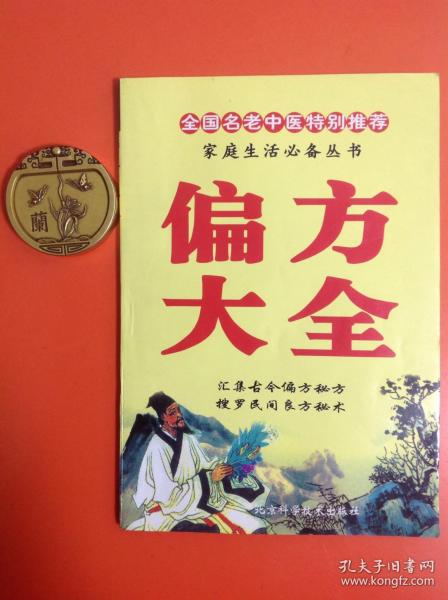 全国名老中医特别推荐
家庭生活必备丛书
偏方
大全
汇集古今偏方秘方
搜罗民间良方秘术
北京科学技术出版社
蘭
孔夫子旧书网
www.kongfz.com